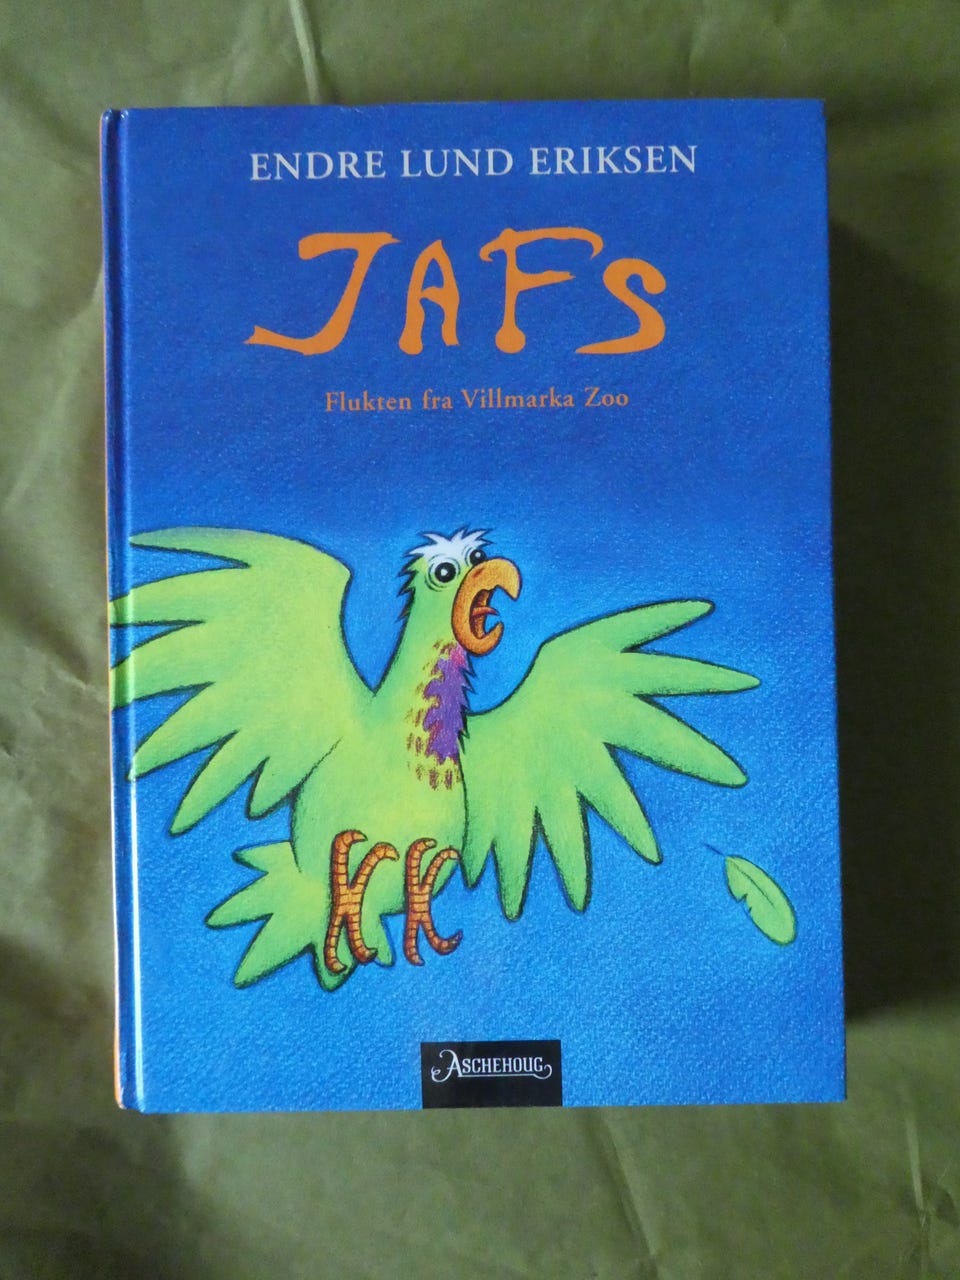 ENDRE LUND ERIKSEN
JAFS
Flukten fra Villmarka Zoo
ASCHEHOUG